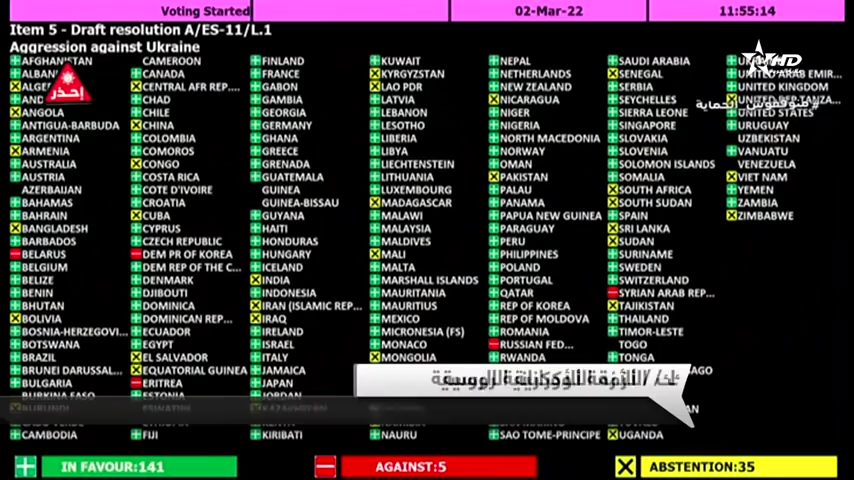 Voting Started
02-Mar-22
11:55:14
Item 5 - Draft resolution A/ES-11/L.1
Aggression against Ukraine
AFGHANISTAN CAMEROON FINLAND KUWAIT NEPAL SAUDI ARABIA
CANADA FRANCE KYRGYZSTAN NETHERLANDS SENEGAL UNITED ARAB EMIR...
CENTRAL AFR REP.... GABON LAO PDR NEW ZEALAND SERBIA UNITED KINGDOM
CHAD GAMBIA LATVIA NICARAGUA SEYCHELLES
ANGOLA CHILE GEORGIA LEBANON NIGER SIERRA LEONE UNITED STATES
ANTIGUA-BARBUDA CHINA GERMANY LESOTHO NIGERIA SINGAPORE URUGUAY
ARGENTINA COLOMBIA GHANA LIBERIA NORTH MACEDONIA SLOVAKIA UZBEKISTAN
ARMENIA COMOROS GREECE LIBYA NORWAY SLOVENIA VANUATU
AUSTRALIA CONGO GRENADA LIECHTENSTEIN OMAN SOLOMON ISLANDS VENEZUELA
AUSTRIA COSTA RICA GUATEMALA LITHUANIA PAKISTAN SOMALIA VIET NAM
AZERBAIJAN COTE D'IVOIRE GUINEA LUXEMBOURG PALAU SOUTH AFRICA YEMEN
BAHAMAS CROATIA GUINEA-BISSAU MADAGASCAR PANAMA SOUTH SUDAN ZAMBIA
BAHRAIN CUBA GUYANA MALAWI PAPUA NEW GUINEA SPAIN ZIMBABWE
BANGLADESH CYPRUS HAITI MALAYSIA PARAGUAY SRI LANKA
BARBADOS CZECH REPUBLIC HONDURAS MALDIVES PERU SUDAN
BELARUS DEM PR OF KOREA HUNGARY MALI PHILIPPINES SURINAME
BELGIUM DEM REP OF THE C... ICELAND MALTA POLAND SWEDEN
BELIZE DENMARK INDIA MARSHALL ISLANDS PORTUGAL SWITZERLAND
BENIN DJIBOUTI INDONESIA MAURITANIA QATAR SYRIAN ARAB REP...
BHUTAN DOMINICA IRAN (ISLAMIC REP... MAURITIUS REP OF KOREA TAJIKISTAN
BOLIVIA DOMINICAN REP... IRAQ MEXICO REP OF MOLDOVA THAILAND
BOSNIA-HERZEGOVI... ECUADOR IRELAND MICRONESIA (FS) ROMANIA TIMOR-LESTE
BOTSWANA EGYPT ISRAEL MONACO RUSSIAN FED... TOGO
BRAZIL EL SALVADOR ITALY MONGOLIA RWANDA TONGA
BRUNEI DARUSSAL... EQUATORIAL GUINEA JAMAICA
BULGARIA ERITREA JAPAN
BURKINA FASO ESTONIA JORDAN
CAMBODIA FIJI KIRIBATI NAURU SAO TOME-PRINCIPE UGANDA
إحذر
HD
IN FAVOUR:141
AGAINST:5
ABSTENTION:35